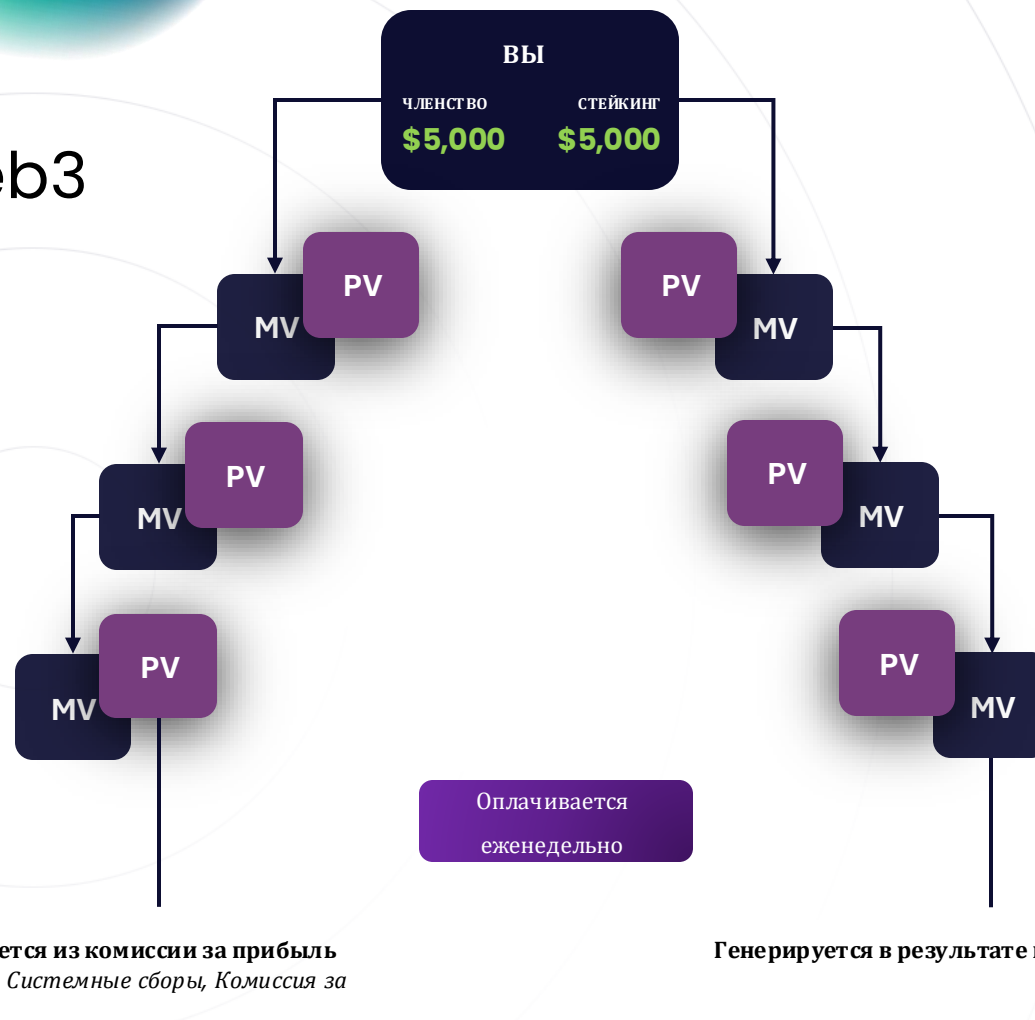 ВЫ
ЧЛЕНСТВО СТЕЙКИНГ
$5,000 $5,000
eb3
PV PV
MV MV
PV PV
MV MV
PV PV
MV MV
Оплачивается
еженедельно
ется из комиссии за прибыль
Генерируется в результате
Системные сборы, Комиссия за